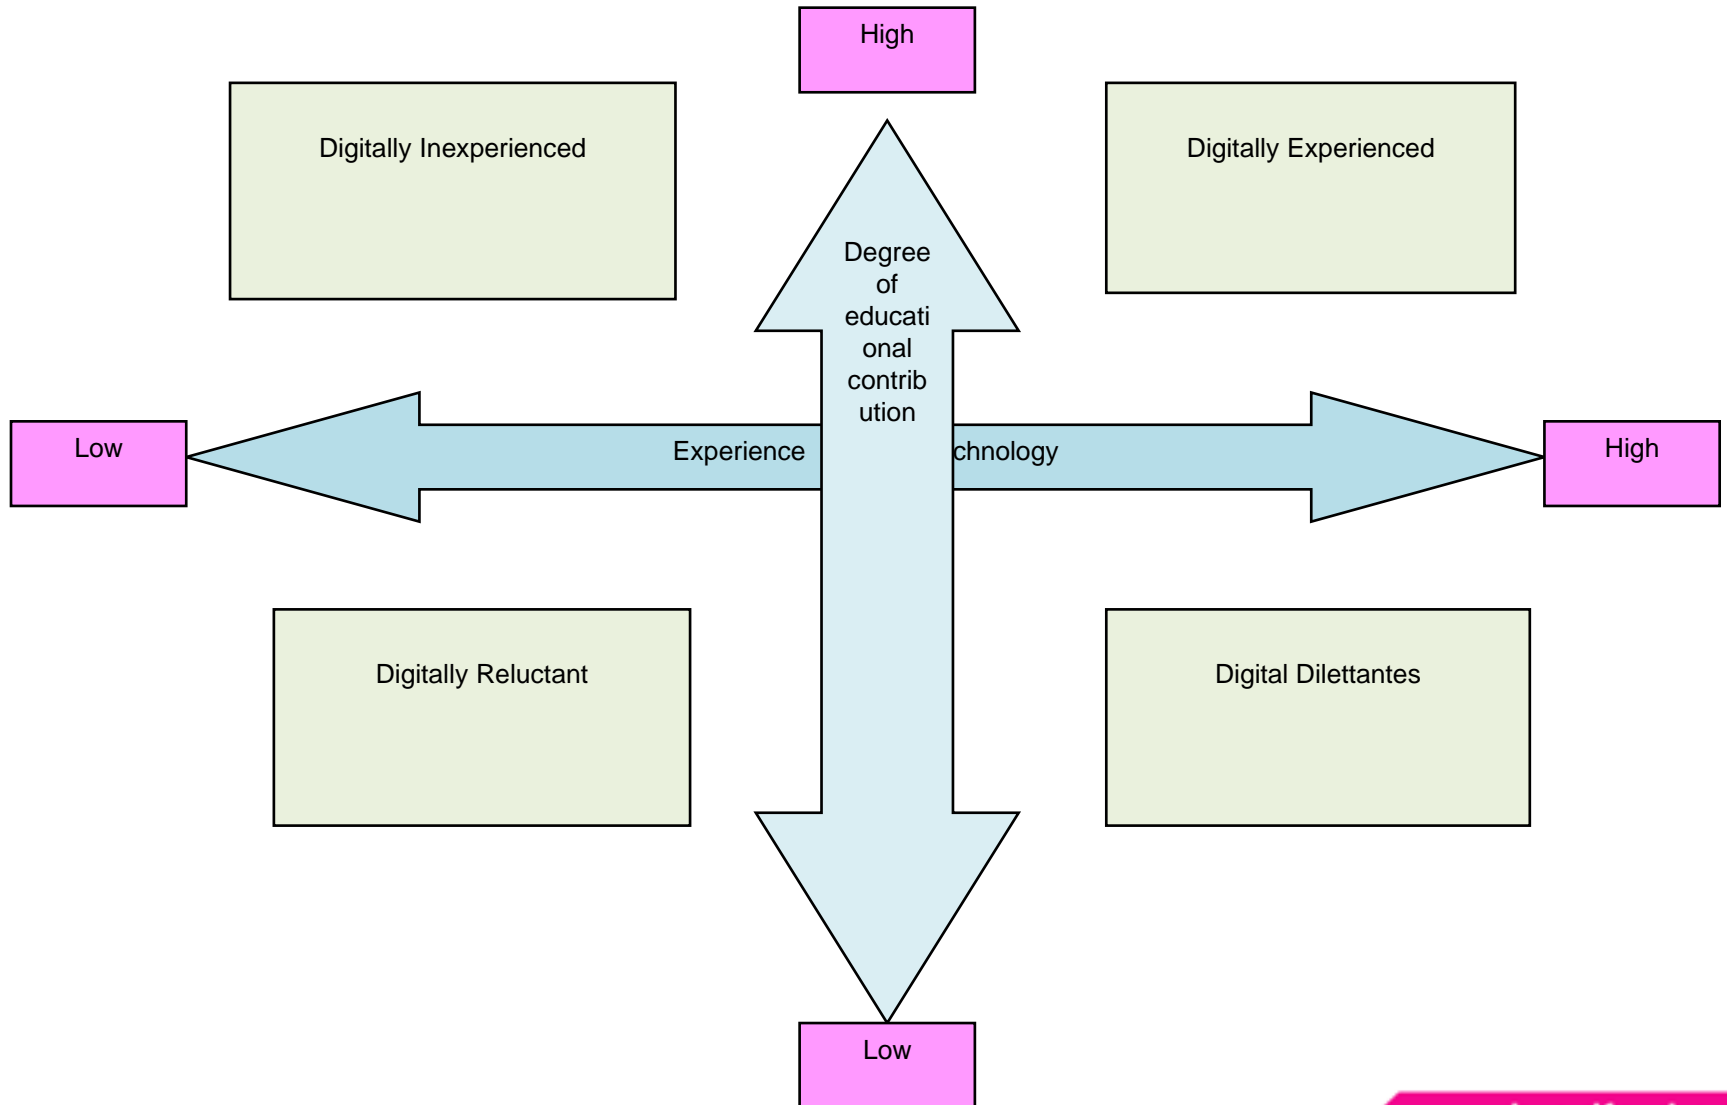 High
Digitally Inexperienced
Digitally Experienced
Degree
of
educati
onal
contrib
ution
Low
Experience
chnology
High
Digitally Reluctant
Digital Dilettantes
Low